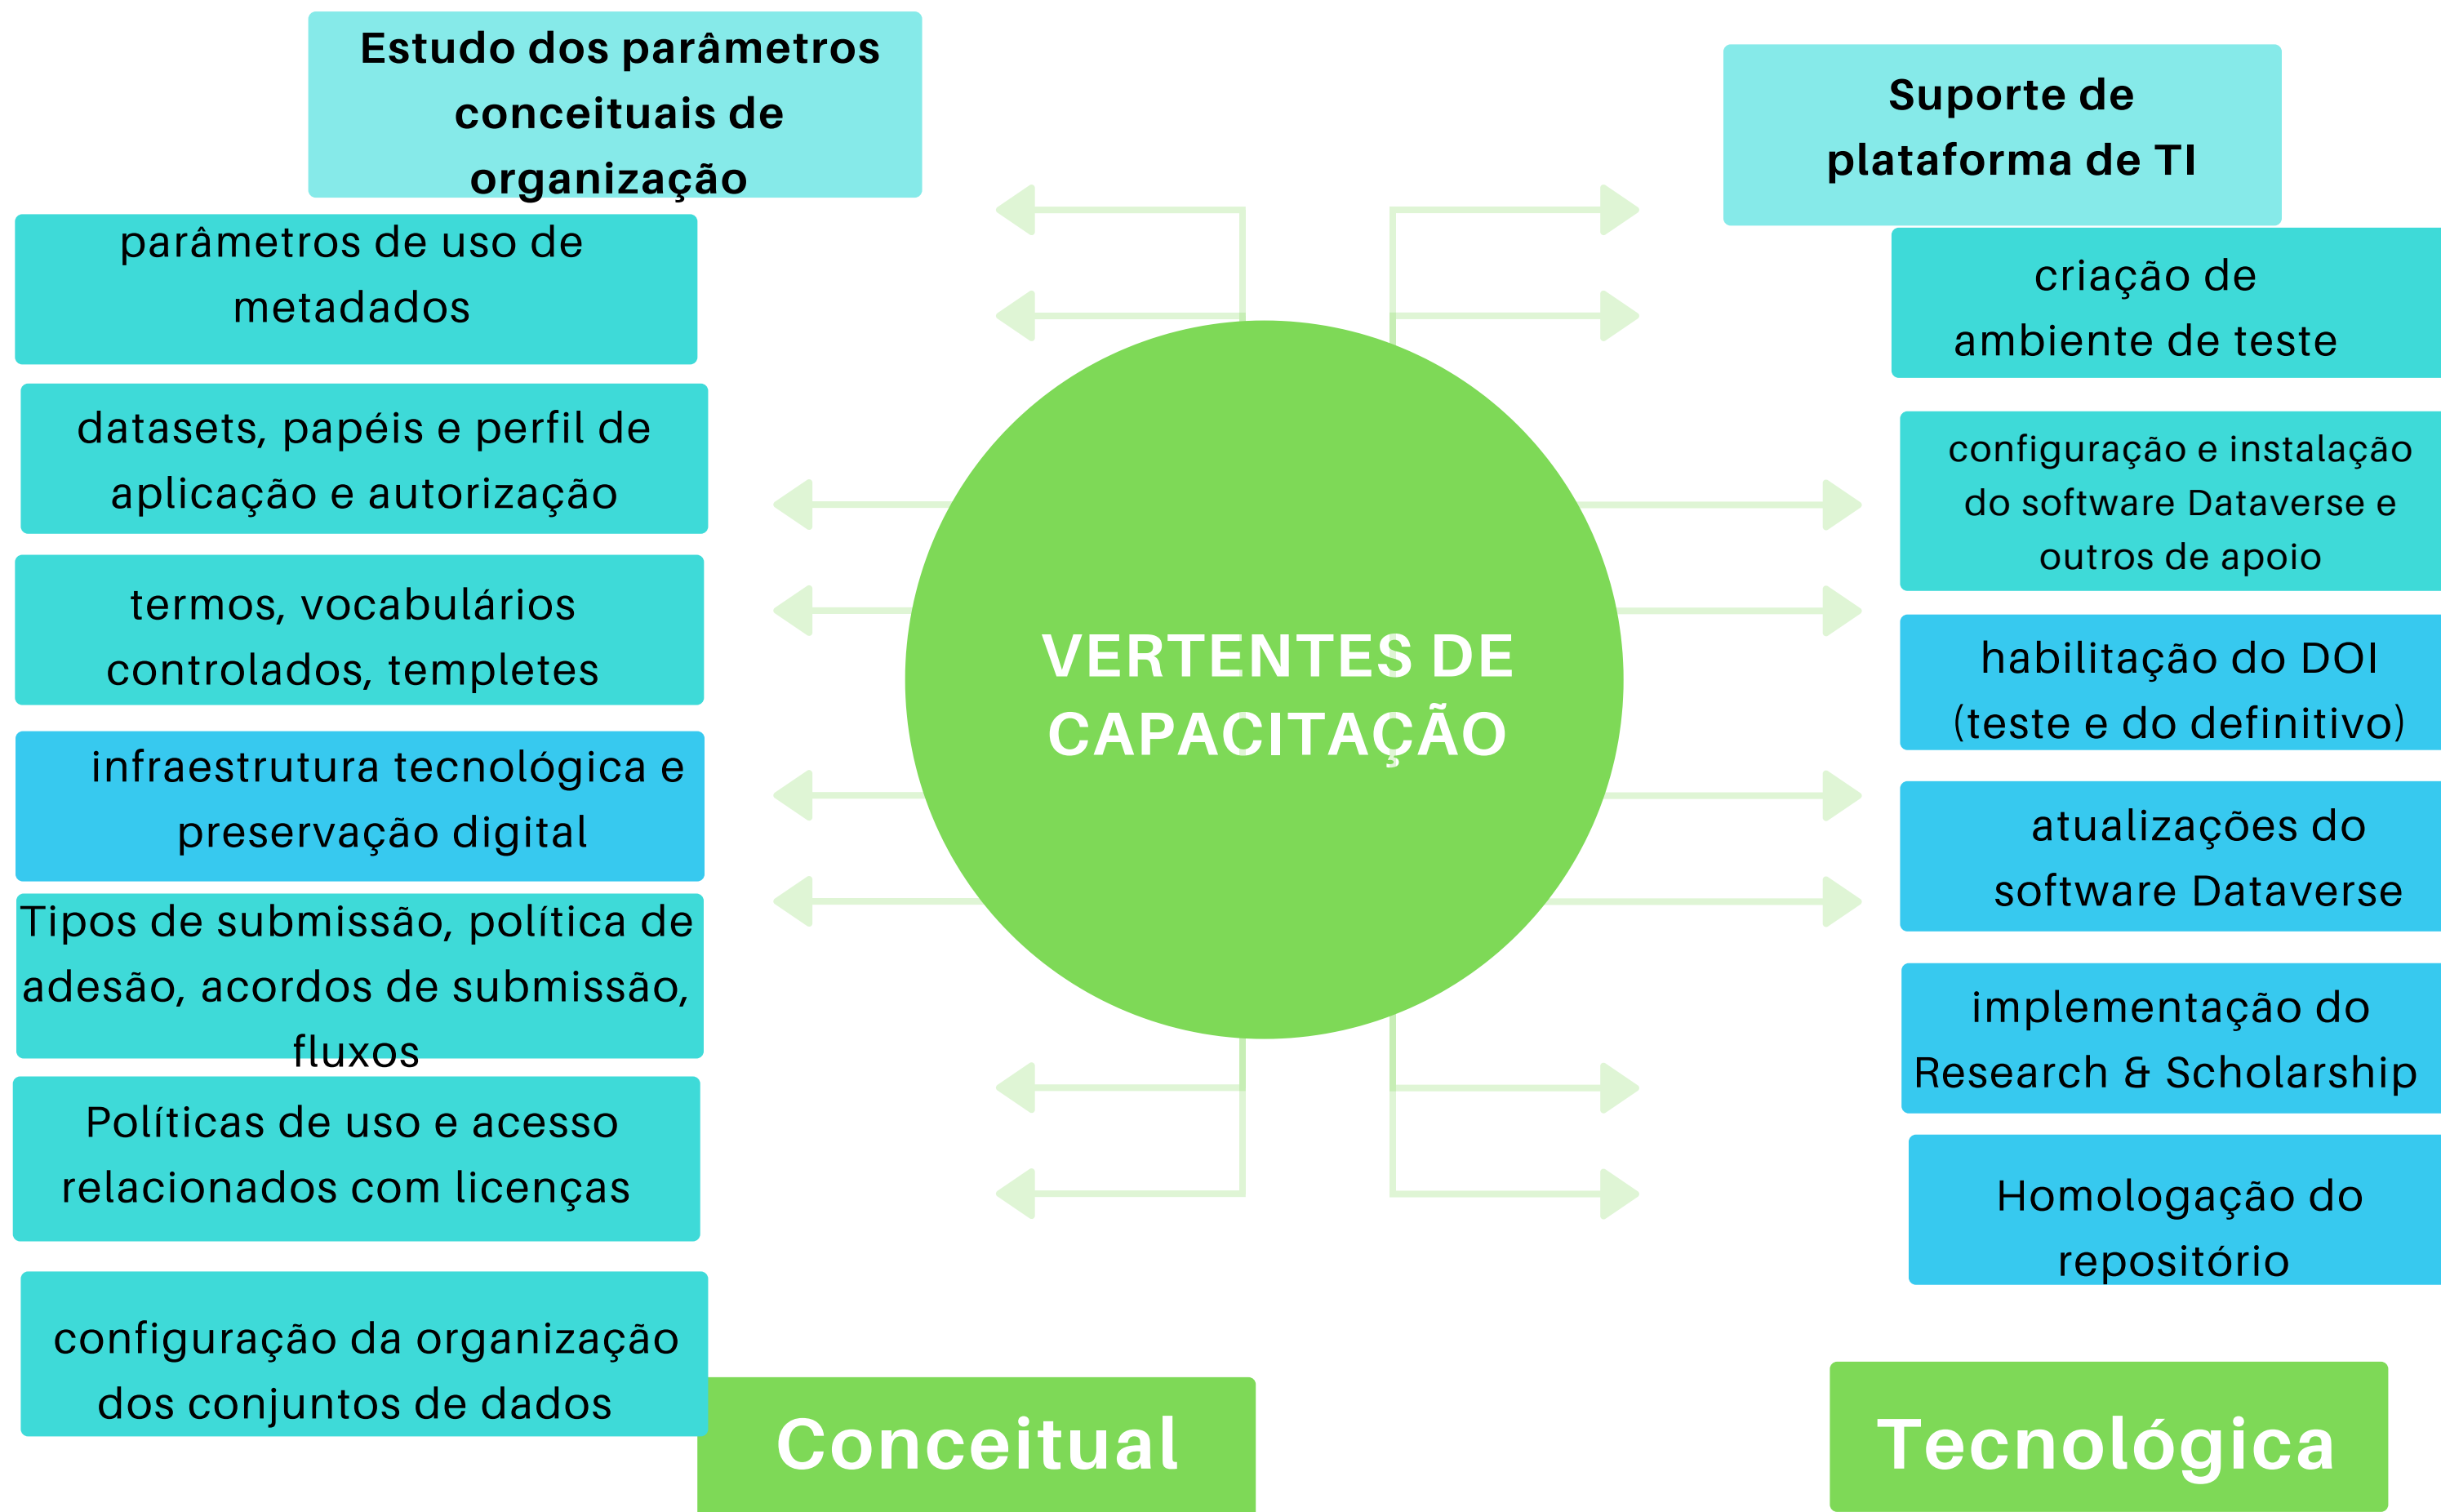 Estudo dos parâmetros
conceituais de
organização
parâmetros de uso de
metadados
datasets, papéis e perfil de
aplicação e autorização
termos, vocabulários
controlados, templetes
infraestrutura tecnológica e
preservação digital
Tipos de submissão, política de
adesão, acordos de submissão,
fluxos
Políticas de uso e acesso
relacionados com licenças
configuração da organização
dos conjuntos de dados
Conceitual
VERTENTES DE
CAPACITAÇÃO
Suporte de
plataforma de TI
criação de
ambiente de teste
configuração e instalação
do software Dataverse e
outros de apoio
habilitação do DOI
(teste e do definitivo)
atualizações do
software Dataverse
implementação do
Research & Scholarship
Homologação do
repositório
Tecnológica